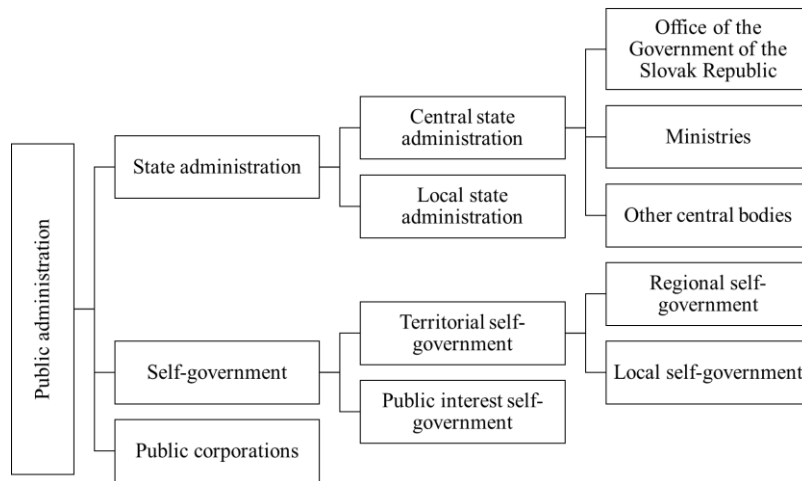 Public administration
State administration
Central state
administration
Office of the
Government of the
Slovak Republic
Ministries
Other central bodies
Local state
administration
Self-government
Territorial self-
government
Regional self-
government
Local self-government
Public interest self-
government
Public corporations